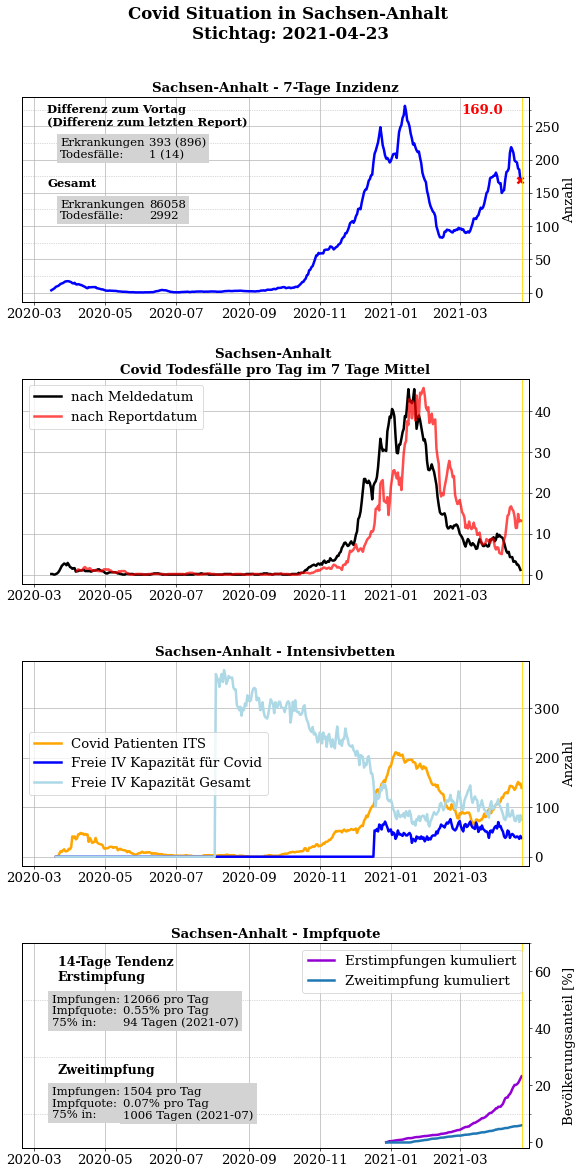 Covid Situation in Sachsen-Anhalt
Stichtag: 2021-04-23
Sachsen-Anhalt - 7-Tage Inzidenz
Differenz zum Vortag
(Differenz zum letzten Report)
Erkrankungen 393 (896)
Todesfälle: 1 (14)
Gesamt
Erkrankungen 86058
Todesfälle: 2992
169.0
250
200
150
100
50
0
Anzahl
2020-03 2020-05 2020-07 2020-09 2020-11 2021-01 2021-03
Sachsen-Anhalt
Covid Todesfälle pro Tag im 7 Tage Mittel
nach Meldedatum
nach Reportdatum
40
30
20
10
0
2020-03 2020-05 2020-07 2020-09 2020-11 2021-01 2021-03
Sachsen-Anhalt - Intensivbetten
Covid Patienten ITS
Freie IV Kapazität für Covid
Freie IV Kapazität Gesamt
300
200
100
0
Anzahl
2020-03 2020-05 2020-07 2020-09 2020-11 2021-01 2021-03
Sachsen-Anhalt - Impfquote
14-Tage Tendenz
Erstimpfung
Impfungen: 12066 pro Tag
Impfquote: 0.55% pro Tag
75% in: 94 Tagen (2021-07)
Zweitimpfung
Impfungen: 1504 pro Tag
Impfquote: 0.07% pro Tag
75% in: 1006 Tagen (2021-07)
Erstimpfungen kumuliert
Zweitimpfung kumuliert
60
40
20
0
Bevölkerungsanteil [%]
2020-03 2020-05 2020-07 2020-09 2020-11 2021-01 2021-03